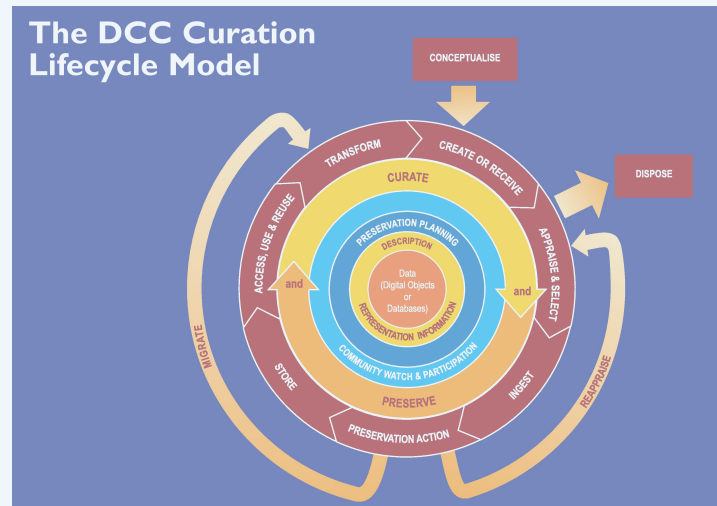 The DCC Curation
Lifecycle Model
CONCEPTUALISE
DISPOSE
TRANSFORM
CREATE OR RECEIVE
APPRAISE & SELECT
INGEST
PRESERVATION ACTION
STORE
ACCESS, USE & REUSE
MIGRATE
REAPPRAISE
CURATE
and
and
PRESERVE
COMMUNITY WATCH & PARTICIPATION
PRESERVATION PLANNING
DESCRIPTION
REPRESENTATION INFORMATION
Data
(Digital Objects
or
Databases)